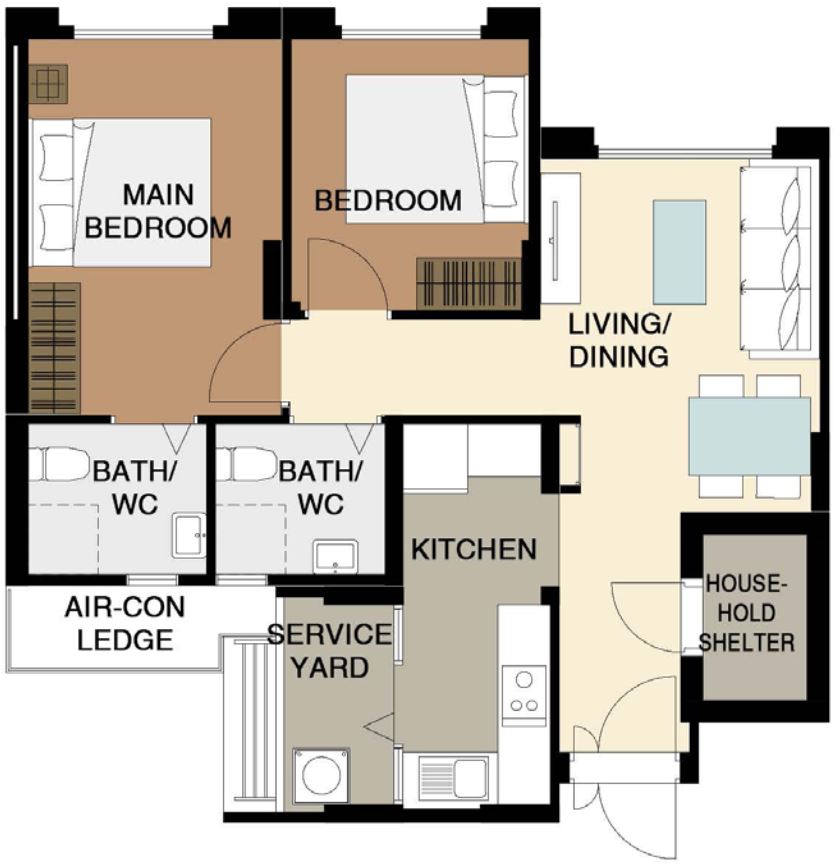 MAIN
BEDROOM
BEDROOM
LIVING/
DINING
BATH/
WC
BATH/
WC
KITCHEN
HOUSE-
HOLD
SHELTER
AIR-CON
LEDGE
SERVICE
YARD